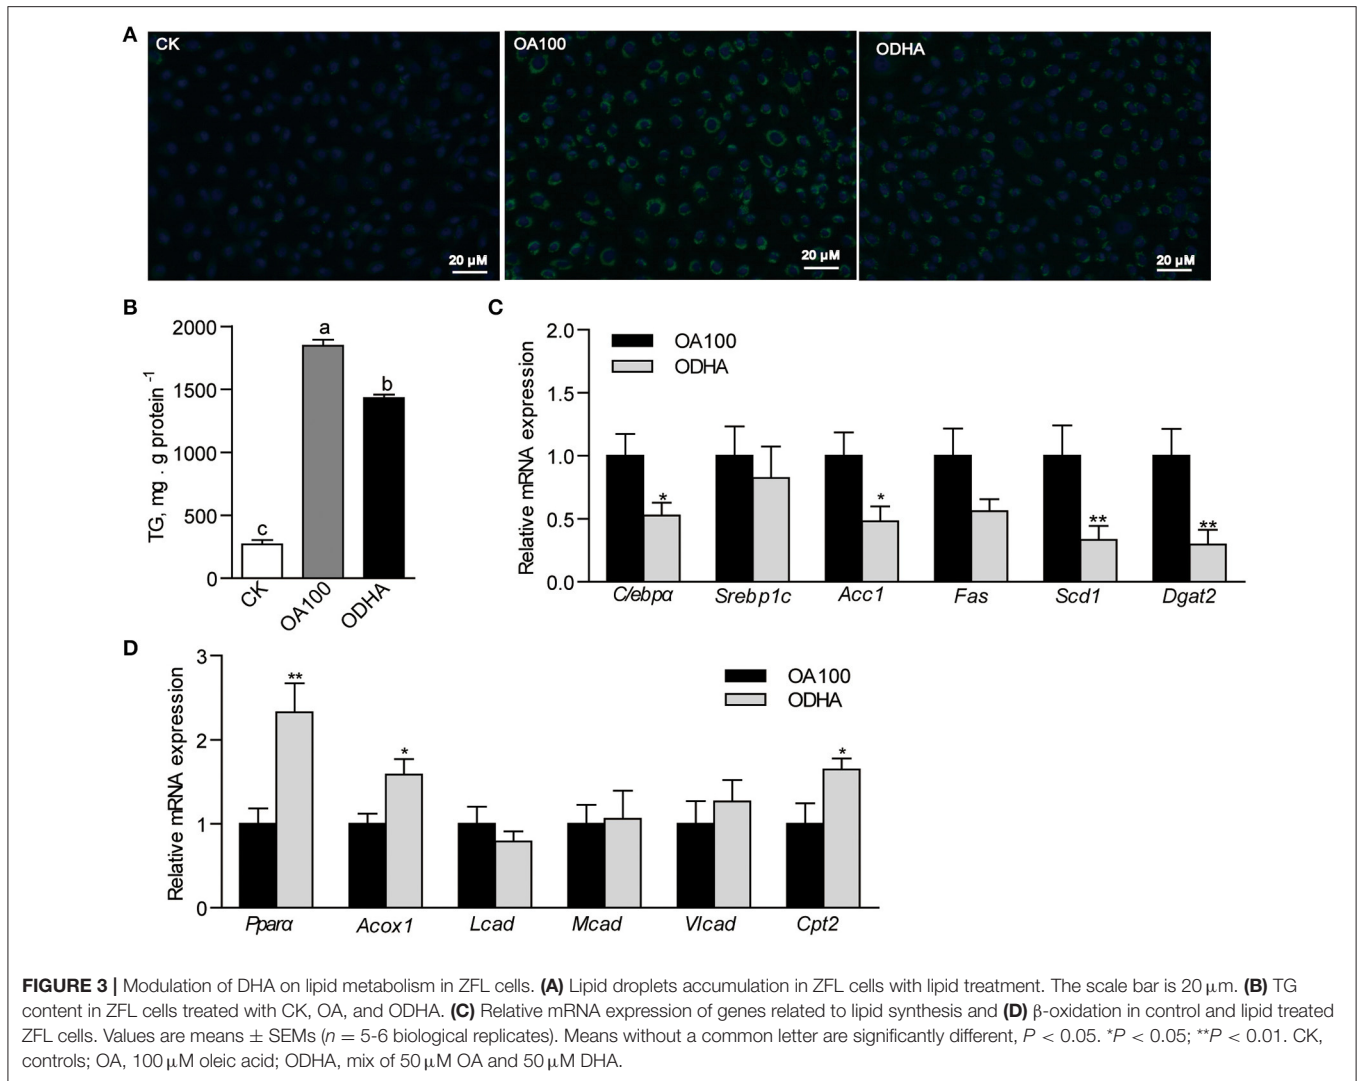 A
CK
OA100
ODHA
20 µM
20 µM
20 µM
B
TG, mg . g protein -1
2000
1500
1000
500
0
c
a
b
CK
OA100
ODHA
C
Relative mRNA expression
2.0
1.5
1.0
0.5
0.0
OA100
ODHA
*
*
**
**
C/ebpα
Srebp1c
Acc1
Fas
Scd1
Dgat2
D
Relative mRNA expression
3
2
1
0
OA100
ODHA
**
*
*
Pparα
Acox1
Lcad
Mcad
Vlcad
Cpt2
FIGURE 3 | Modulation of DHA on lipid metabolism in ZFL cells. (A) Lipid droplets accumulation in ZFL cells with lipid treatment. The scale bar is 20 µm. (B) TG
content in ZFL cells treated with CK, OA, and ODHA. (C) Relative mRNA expression of genes related to lipid synthesis and (D) β-oxidation in control and lipid treated
ZFL cells. Values are means ± SEMs (n = 5-6 biological replicates). Means without a common letter are significantly different, P < 0.05. *P < 0.05; **P < 0.01. CK,
controls; OA, 100 µM oleic acid; ODHA, mix of 50 µM OA and 50 µM DHA.